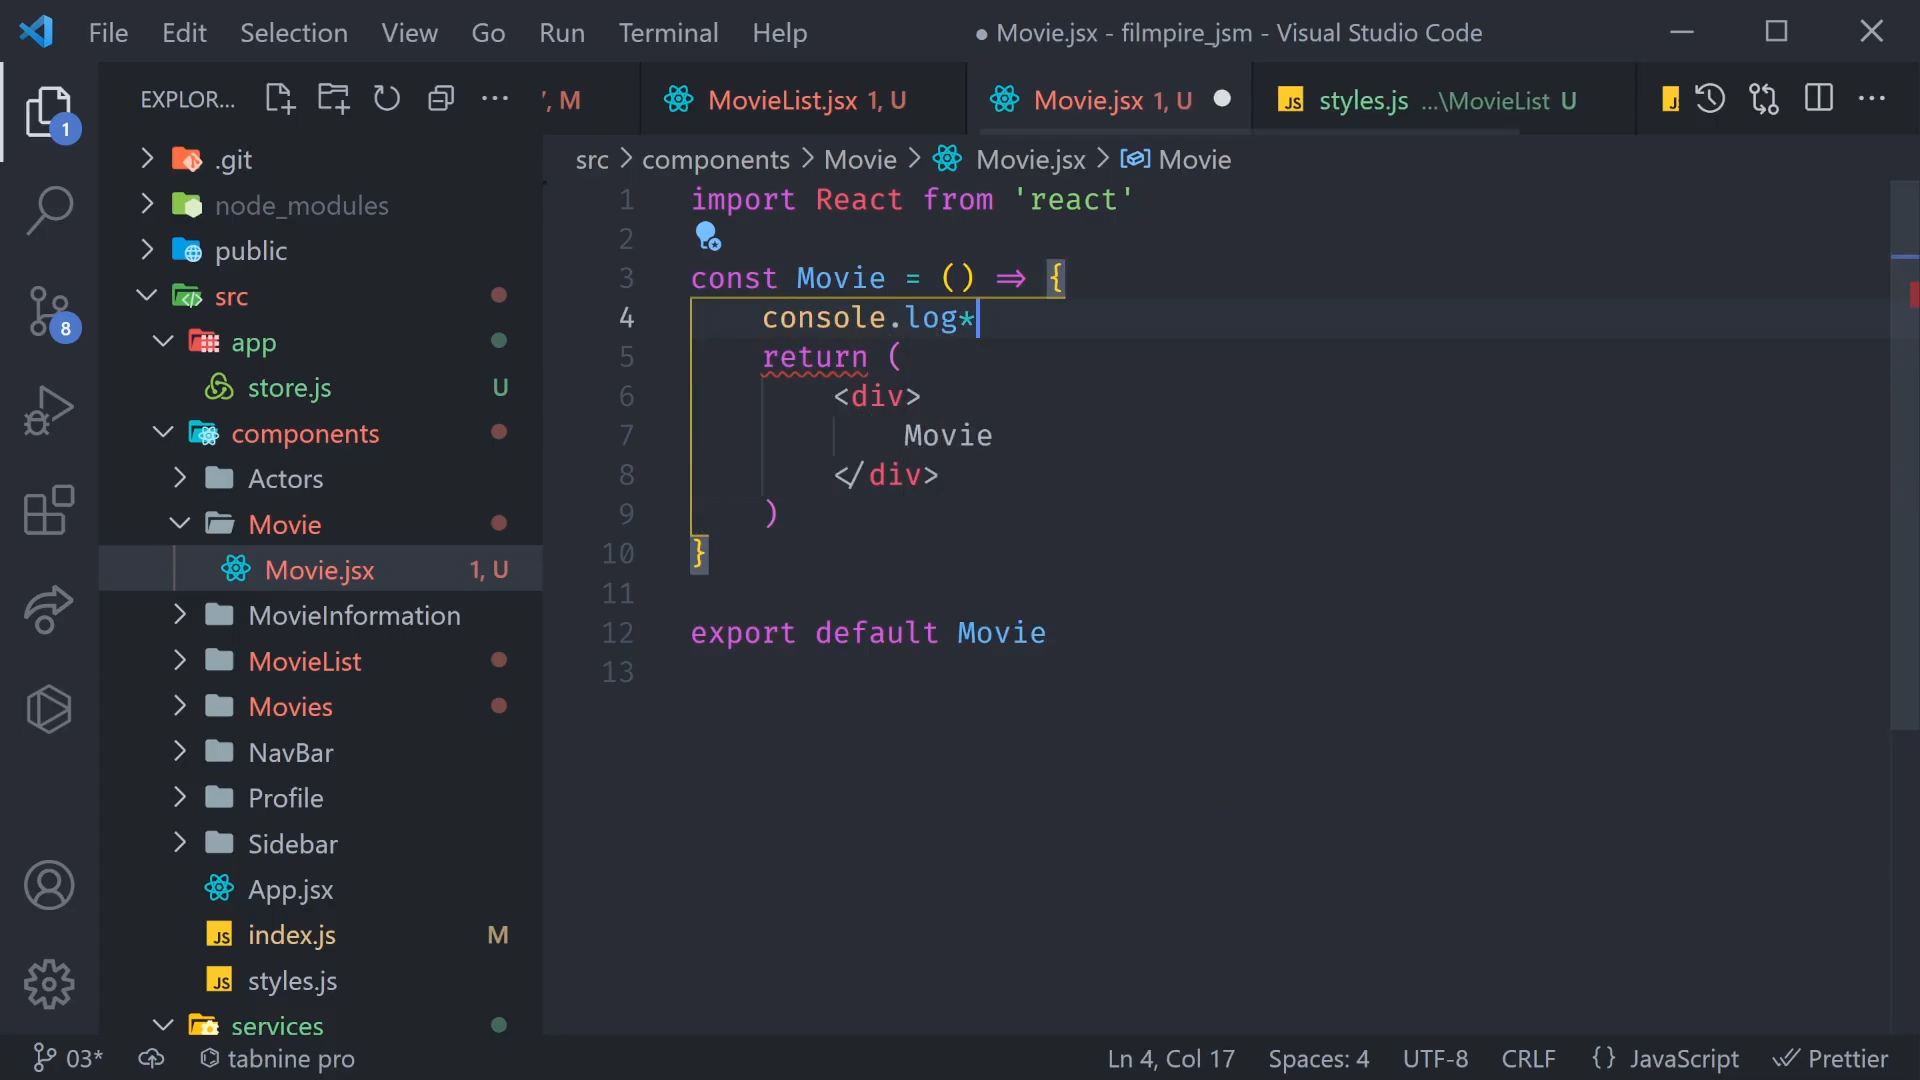 File Edit Selection View Go Run Terminal Help
● Movie.jsx - filmpire_jsm - Visual Studio Code
EXPLOR...
, M
MovieList.jsx 1, U
Movie.jsx 1, U
JS styles.js ...\MovieList U
src > components > Movie > Movie.jsx > Movie
1
8
.git
node_modules
public
src
app
store.js U
components
Actors
Movie
Movie.jsx 1, U
MovieInformation
MovieList
Movies
NavBar
Profile
Sidebar
App.jsx
JS index.js M
JS styles.js
services
1 import React from 'react'
2
3 const Movie = () => {
4 console.log*
5 return (
6 <div>
7 Movie
8 </div>
9 )
10 }
11
12 export default Movie
13
03* tabnine pro Ln 4, Col 17 Spaces: 4 UTF-8 CRLF {} JavaScript Prettier